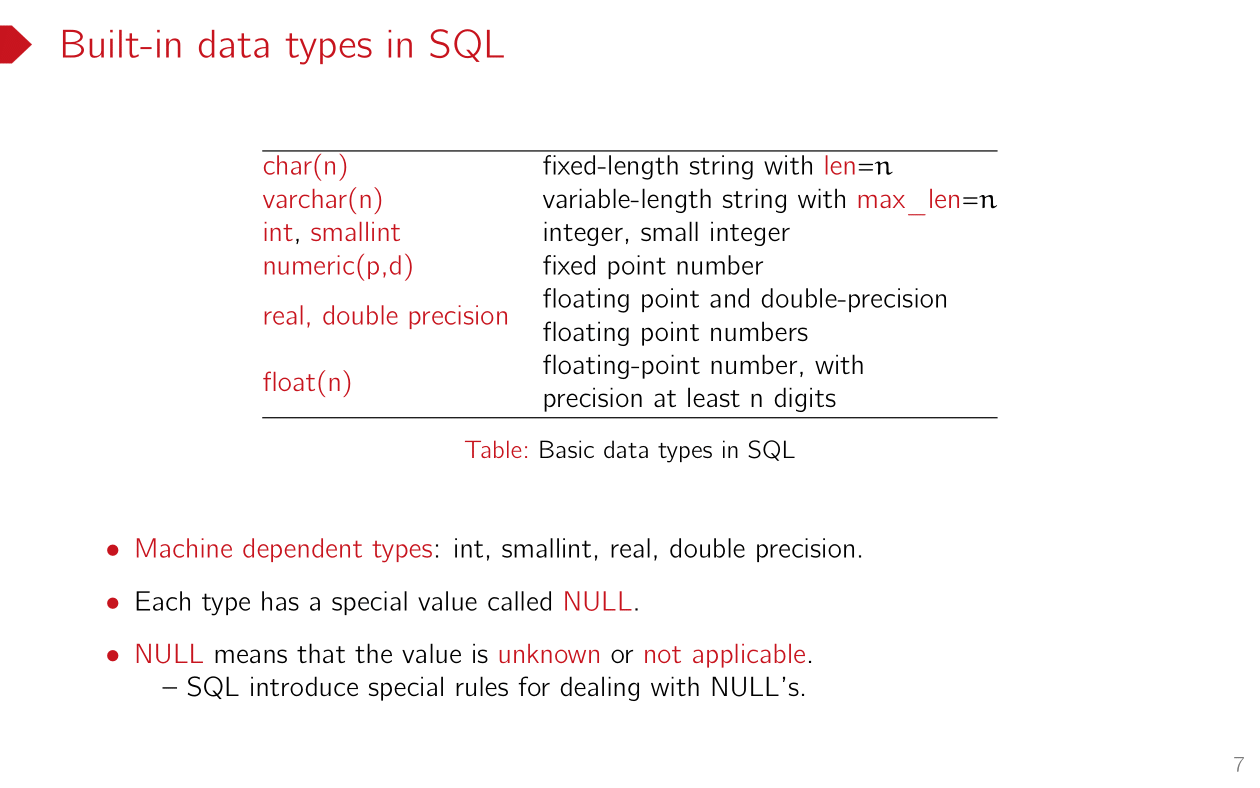 Built-in data types in SQL
char(n) fixed-length string with len=n
varchar(n) variable-length string with max_len=n
int, smallint integer, small integer
numeric(p,d) fixed point number
real, double precision floating point and double-precision
floating point numbers
float(n) floating-point number, with
precision at least n digits
Table: Basic data types in SQL
• Machine dependent types: int, smallint, real, double precision.
• Each type has a special value called NULL.
• NULL means that the value is unknown or not applicable.
– SQL introduce special rules for dealing with NULL's.
7